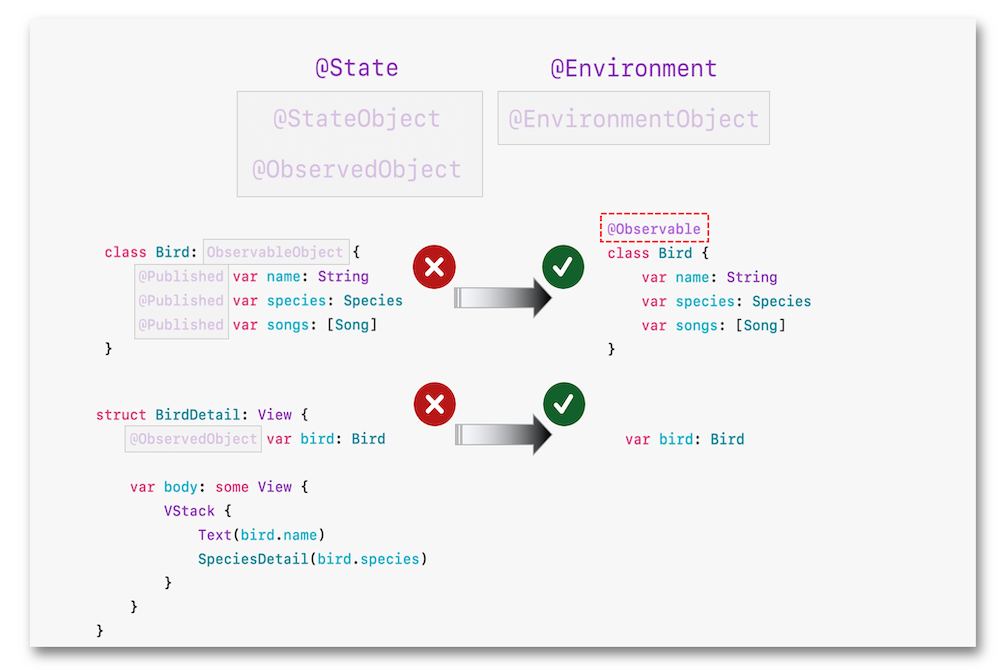 @State
@StateObject
@ObservedObject
@Environment
@EnvironmentObject
class Bird: ObservableObject {
@Published var name: String
@Published var species: Species
@Published var songs: [Song]
}
@Observable
class Bird {
var name: String
var species: Species
var songs: [Song]
}
struct BirdDetail: View {
@ObservedObject var bird: Bird
var body: some View {
VStack {
Text(bird.name)
SpeciesDetail(bird.species)
}
}
}
var bird: Bird